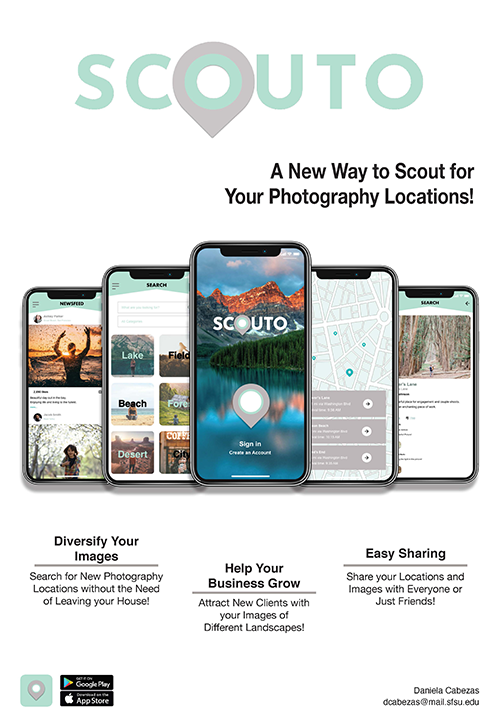 SCOUTO
A New Way to Scout for
Your Photography Locations!
NEWSFEED
SEARCH
Lake
Field
Beach
Forest
Desert
City
COFFEE
SCOUTO
Sign in
Create an Account
SEARCH
Diversify Your
Images
Search for New Photography
Locations without the Need
of Leaving your House!
Help Your
Business Grow
Attract New Clients with
your Images of
Different Landscapes!
Easy Sharing
Share your Locations and
Images with Everyone or
Just Friends!
GET IT ON
Google Play
Download on the
App Store
Daniela Cabezas
dcabezas@mail.sfsu.edu